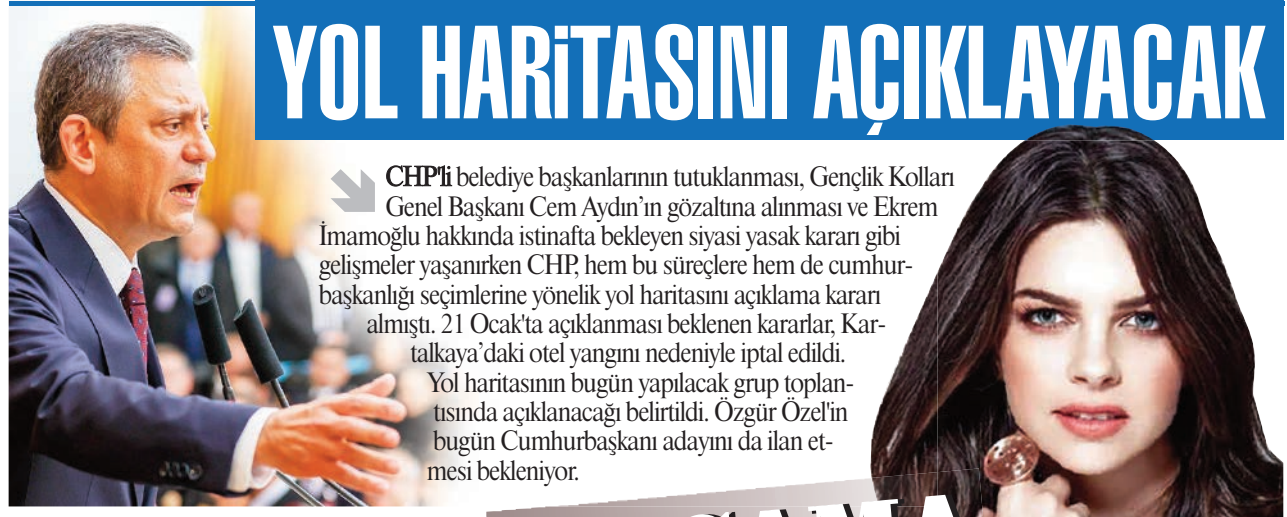 YOL HARİTASINI AÇIKLAYACAK
CHP'li belediye başkanlarının tutuklanması, Gençlik Kolları
Genel Başkanı Cem Aydın’ın gözaltına alınması ve Ekrem
İmamoğlu hakkında istinafta bekleyen siyasi yasak kararı gibi
gelişmeler yaşanırken CHP, hem bu süreçlere hem de cumhur-
başkanlığı seçimlerine yönelik yol haritasını açıklama kararı
almıştı. 21 Ocak'ta açıklanması beklenen kararlar, Kar-
talkaya’daki otel yangını nedeniyle iptal edildi.
Yol haritasının bugün yapılacak grup toplan-
tısında açıklanacağı belirtildi. Özgür Özel'in
bugün Cumhurbaşkanı adayını da ilan et-
mesi bekleniyor.